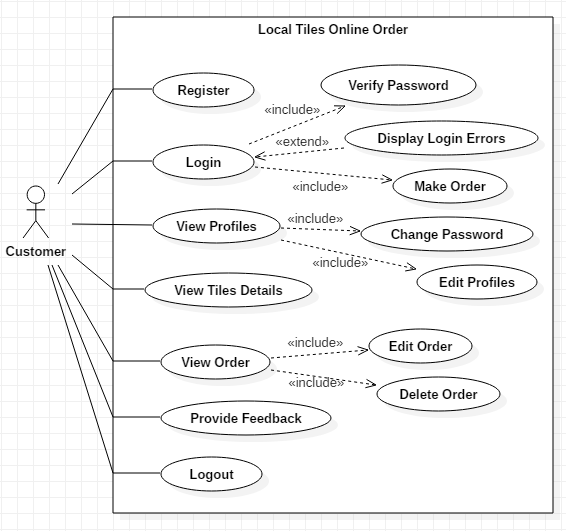 Local Tiles Online Order
Register
Verify Password
«include»
Login
«extend»
Display Login Errors
«include»
Make Order
Customer
View Profiles
«include»
Change Password
«include»
Edit Profiles
View Tiles Details
View Order
«include»
Edit Order
«include»
Delete Order
Provide Feedback
Logout